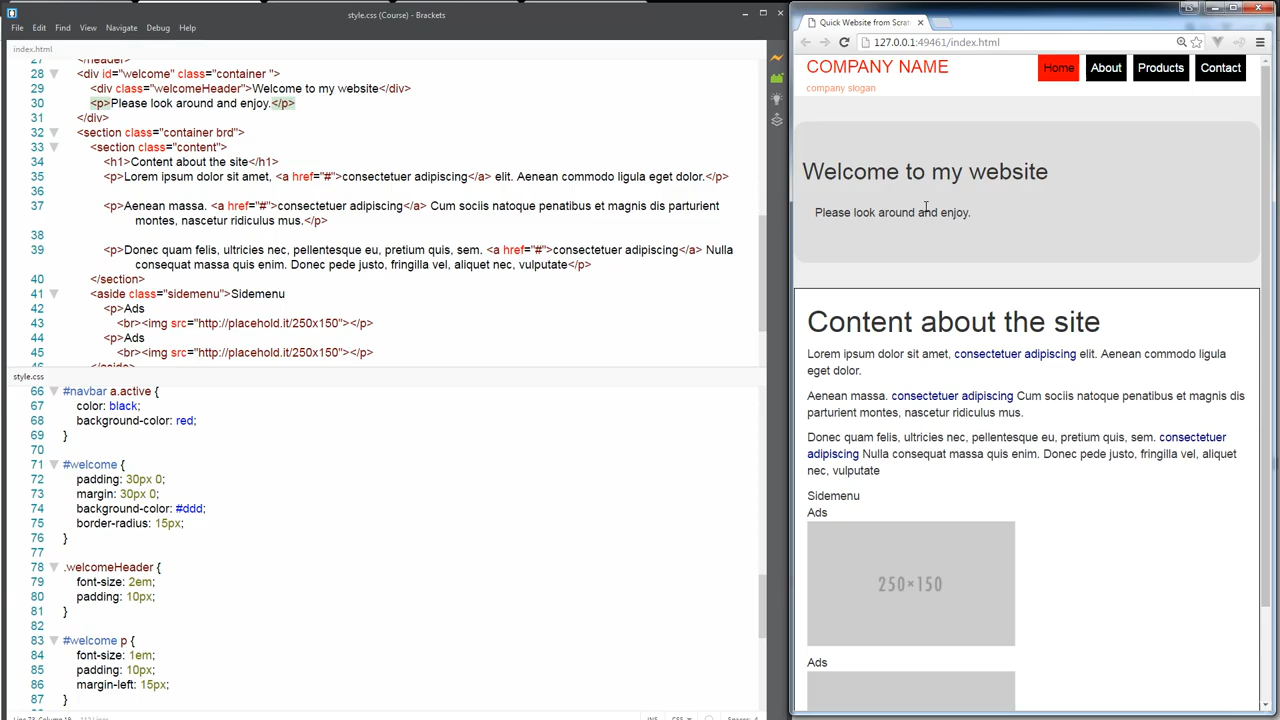 style.css (Course) - Brackets
File Edit Find View Navigate Debug Help
index.html
27 </header>
28 <div id="welcome" class="container ">
29 <div class="welcomeHeader">Welcome to my website</div>
30 <p>Please look around and enjoy.</p>
31 </div>
32 <section class="container brd">
33 <section class="content">
34 <h1>Content about the site</h1>
35 <p>Lorem ipsum dolor sit amet, <a href="#">consectetuer adipiscing</a> elit. Aenean commodo ligula eget dolor.</p>
36
37 <p>Aenean massa. <a href="#">consectetuer adipiscing</a> Cum sociis natoque penatibus et magnis dis parturient
montes, nascetur ridiculus mus.</p>
38
39 <p>Donec quam felis, ultricies nec, pellentesque eu, pretium quis, sem. <a href="#">consectetuer adipiscing</a> Nulla
consequat massa quis enim. Donec pede justo, fringilla vel, aliquet nec, vulputate</p>
40 </section>
41 <aside class="sidemenu">Sidemenu
42 <p>Ads
43 <br><img src="http://placehold.it/250x150"></p>
44 <p>Ads
45 <br><img src="http://placehold.it/250x150"></p>
46 </aside>
style.css
66 #navbar a.active {
67 color: black;
68 background-color: red;
69 }
70
71 #welcome {
72 padding: 30px 0;
73 margin: 30px 0;
74 background-color: #ddd;
75 border-radius: 15px;
76 }
77
78 .welcomeHeader {
79 font-size: 2em;
80 padding: 10px;
81 }
82
83 #welcome p {
84 font-size: 1em;
85 padding: 10px;
86 margin-left: 15px;
87 }
Quick Website from Scrat
127.0.0.1:49461/index.html
COMPANY NAME
company slogan
Home About Products Contact
Welcome to my website
Please look around and enjoy.
Content about the site
Lorem ipsum dolor sit amet, consectetuer adipiscing elit. Aenean commodo ligula
eget dolor.
Aenean massa. consectetuer adipiscing Cum sociis natoque penatibus et magnis dis
parturient montes, nascetur ridiculus mus.
Donec quam felis, ultricies nec, pellentesque eu, pretium quis, sem. consectetuer
adipiscing Nulla consequat massa quis enim. Donec pede justo, fringilla vel, aliquet
nec, vulputate
Sidemenu
Ads
250×150
Ads